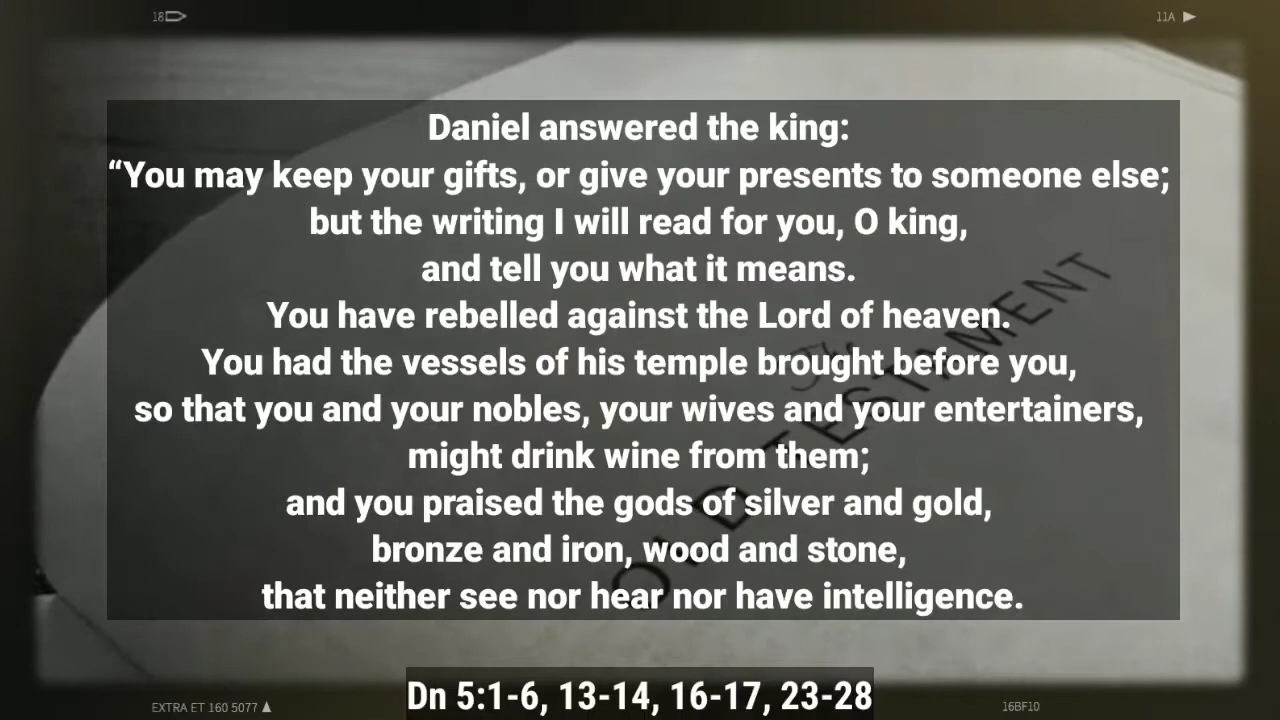 18
11A
Daniel answered the king:
“You may keep your gifts, or give your presents to someone else;
but the writing I will read for you, O king,
and tell you what it means.
You have rebelled against the Lord of heaven.
You had the vessels of his temple brought before you,
so that you and your nobles, your wives and your entertainers,
might drink wine from them;
and you praised the gods of silver and gold,
bronze and iron, wood and stone,
that neither see nor hear nor have intelligence.
The
OLD TESTAMENT
Dn 5:1-6, 13-14, 16-17, 23-28
EXTRA ET 160 5077
16BF10